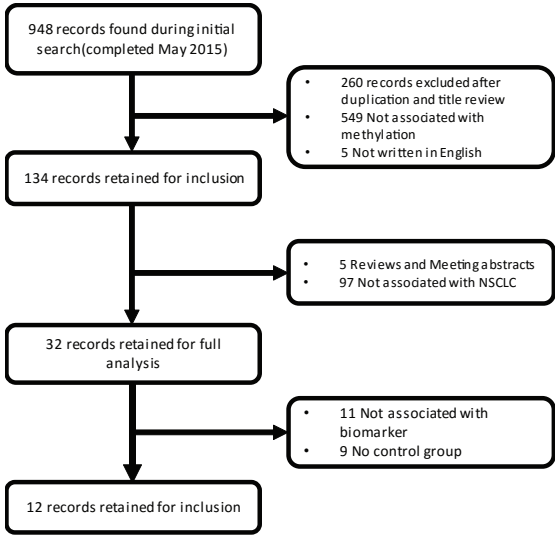 948 records found during initial
search(completed May 2015)
• 260 records excluded after
duplication and title review
• 549 Not associated with
methylation
• 5 Not written in English
134 records retained for inclusion
• 5 Reviews and Meeting abstracts
• 97 Not associated with NSCLC
32 records retained for full
analysis
• 11 Not associated with
biomarker
• 9 No control group
12 records retained for inclusion